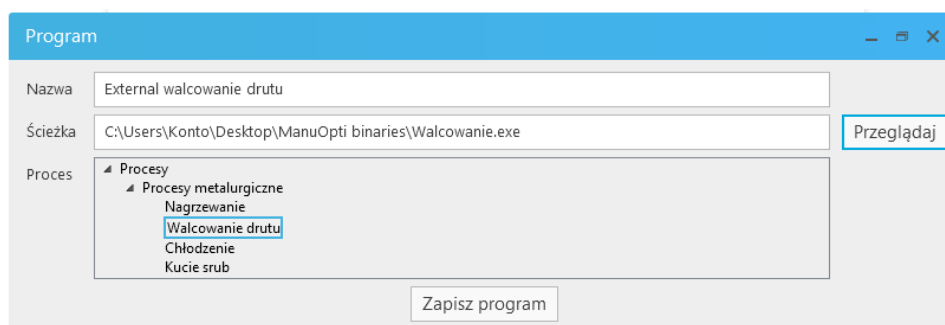 Program
Nazwa External walcowanie drutu
Ścieżka C:\Users\Konto\Desktop\ManuOpti binaries\Walcowanie.exe Przeglądaj
Proces Procesy
Procesy metalurgiczne
Nagrzewanie
Walcowanie drutu
Chłodzenie
Kucie srub
Zapisz program